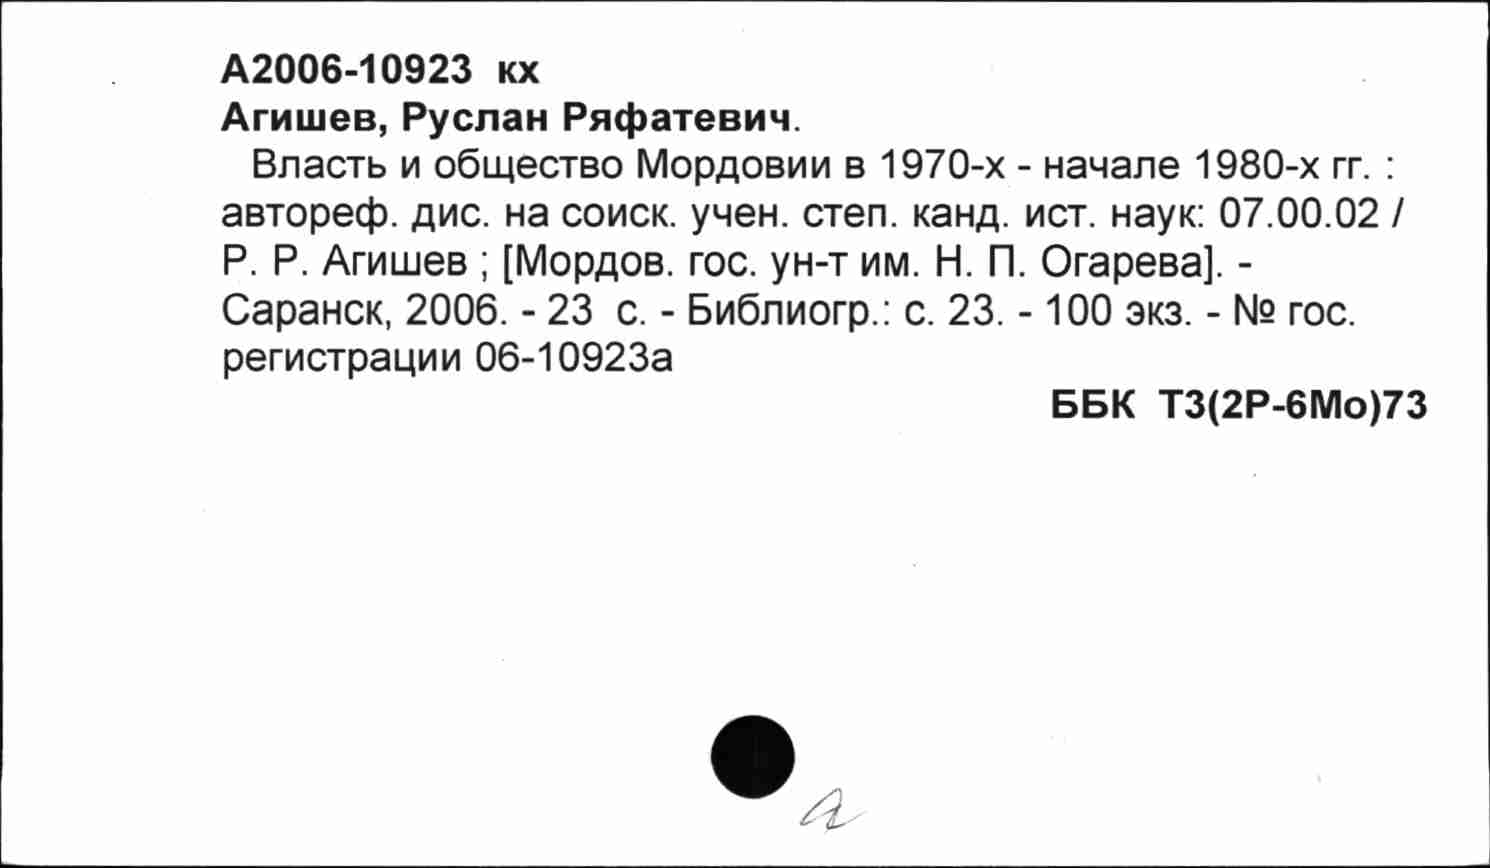 А2006-10923 кх
Агишев, Руслан Ряфатевич.
Власть и общество Мордовии в 1970-х - начале 1980-х гг. :
автореф. дис. на соиск. учен. степ. канд. ист. наук: 07.00.02 /
Р. Р. Агишев ; [Мордов. гос. ун-т им. Н. П. Огарева]. -
Саранск, 2006. - 23 с. - Библиогр.: с. 23. - 100 экз. - № гос.
регистрации 06-10923а
ББК Т3(2Р-6Мо)73